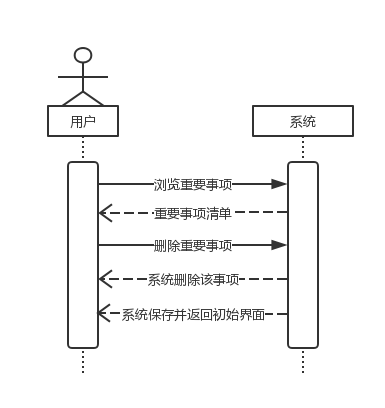 用户
系统
浏览重要事项
重要事项清单
删除重要事项
系统删除该事项
系统保存并返回初始界面